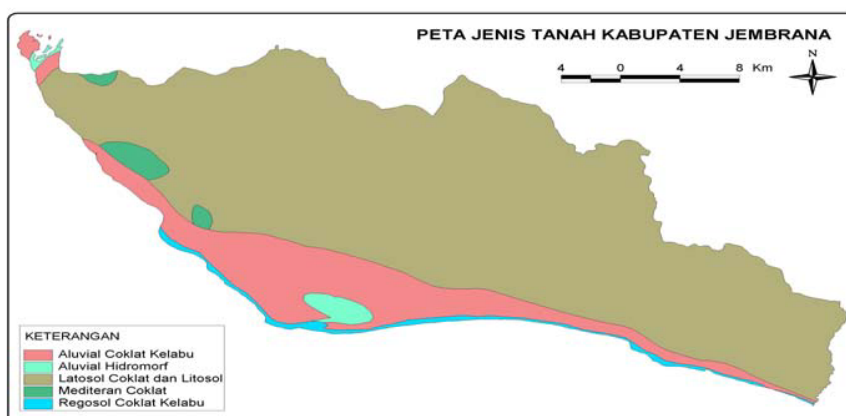 PETA JENIS TANAH KABUPATEN JEMBRANA
N
4 0 4 8 Km
KETERANGAN
Aluvial Coklat Kelabu
Aluvial Hidromorf
Latosol Coklat dan Litosol
Mediteran Coklat
Regosol Coklat Kelabu